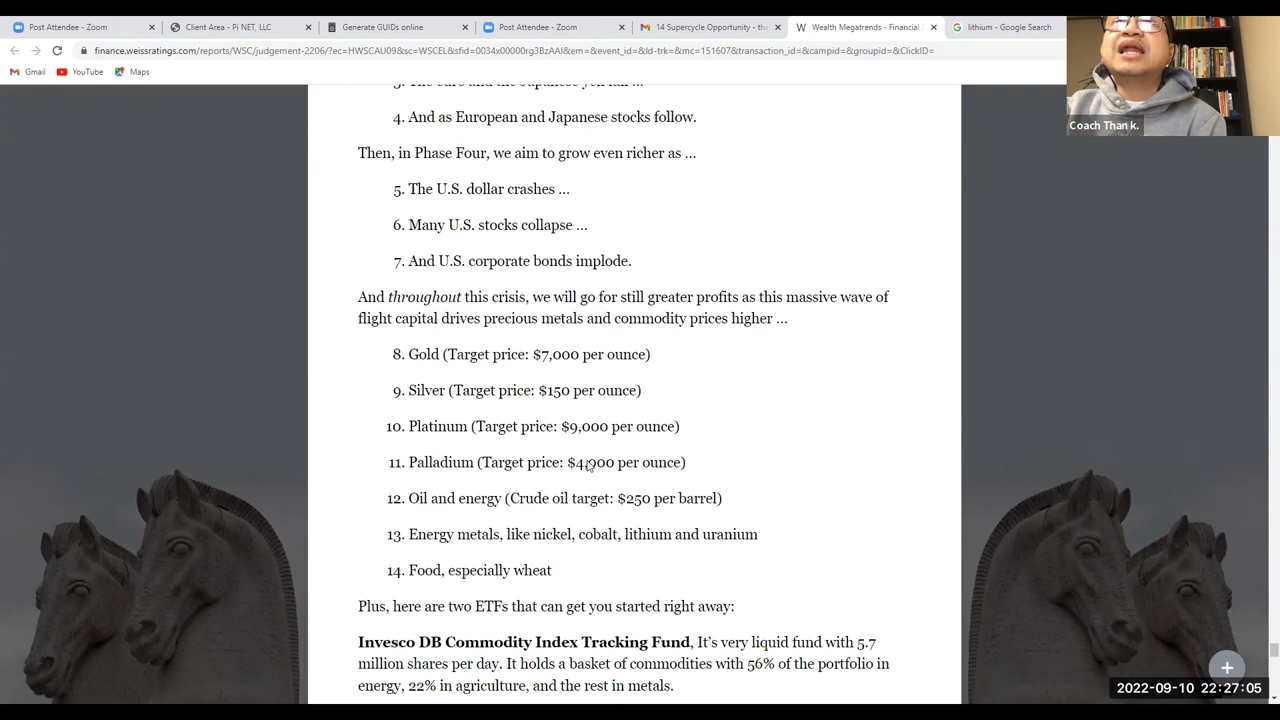 Post Attendee - Zoom
Client Area - Pi NET, LLC
Generate GUIDs online
Post Attendee - Zoom
14 Supercycle Opportunity - tha
Wealth Megatrends - Financial
lithium - Google Search
finance.weissratings.com/reports/WSC/judgement-2206/?ec=HWSCAU09&sc=WSCEL&sfid=0034x00000rg3BzAAI&em=&event_id=&ld-trk=&mc=151607&transaction_id=&campid=&groupid=&ClickID=
Gmail
YouTube
Maps
Coach Than k.
4. And as European and Japanese stocks follow.
Then, in Phase Four, we aim to grow even richer as ...
5. The U.S. dollar crashes ...
6. Many U.S. stocks collapse ...
7. And U.S. corporate bonds implode.
And throughout this crisis, we will go for still greater profits as this massive wave of
flight capital drives precious metals and commodity prices higher ...
8. Gold (Target price: $7,000 per ounce)
9. Silver (Target price: $150 per ounce)
10. Platinum (Target price: $9,000 per ounce)
11. Palladium (Target price: $4,900 per ounce)
12. Oil and energy (Crude oil target: $250 per barrel)
13. Energy metals, like nickel, cobalt, lithium and uranium
14. Food, especially wheat
Plus, here are two ETFs that can get you started right away:
Invesco DB Commodity Index Tracking Fund, It's very liquid fund with 5.7
million shares per day. It holds a basket of commodities with 56% of the portfolio in
energy, 22% in agriculture, and the rest in metals.
2022-09-10 22:27:05